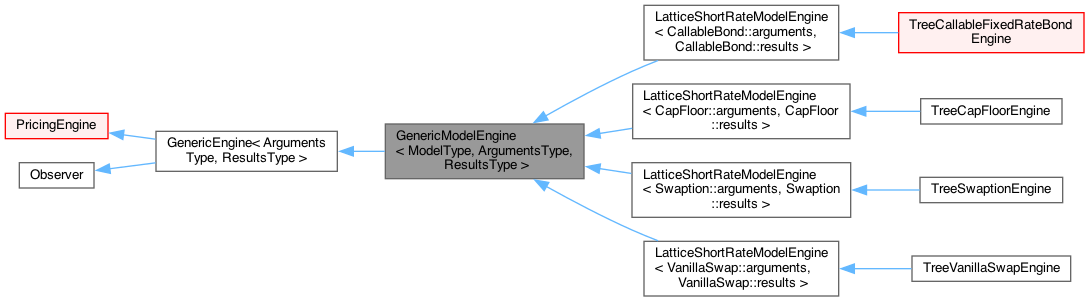 PricingEngine
Observer
GenericEngine< Arguments
Type, ResultsType >
GenericModelEngine
< ModelType, ArgumentsType,
ResultsType >
LatticeShortRateModelEngine
< CallableBond::arguments,
CallableBond::results >
TreeCallableFixedRateBond
Engine
LatticeShortRateModelEngine
< CapFloor::arguments, CapFloor
::results >
TreeCapFloorEngine
LatticeShortRateModelEngine
< Swaption::arguments, Swaption
::results >
TreeSwaptionEngine
LatticeShortRateModelEngine
< VanillaSwap::arguments,
VanillaSwap::results >
TreeVanillaSwapEngine